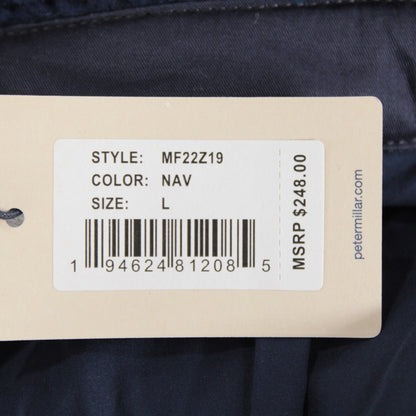 STYLE: MF22Z19
COLOR: NAV
SIZE: L
1 94624 81208 5
MSRP $248.00
petermillar.com